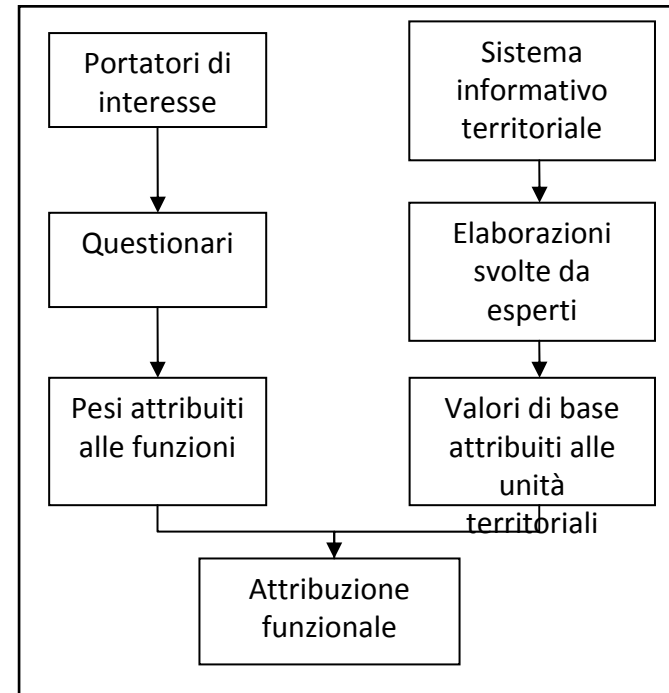 Portatori di
interesse
Questionari
Pesi attribuiti
alle funzioni
Sistema
informativo
territoriale
Elaborazioni
svolte da
esperti
Valori di base
attribuiti alle
unità
territoriali
Attribuzione
funzionale